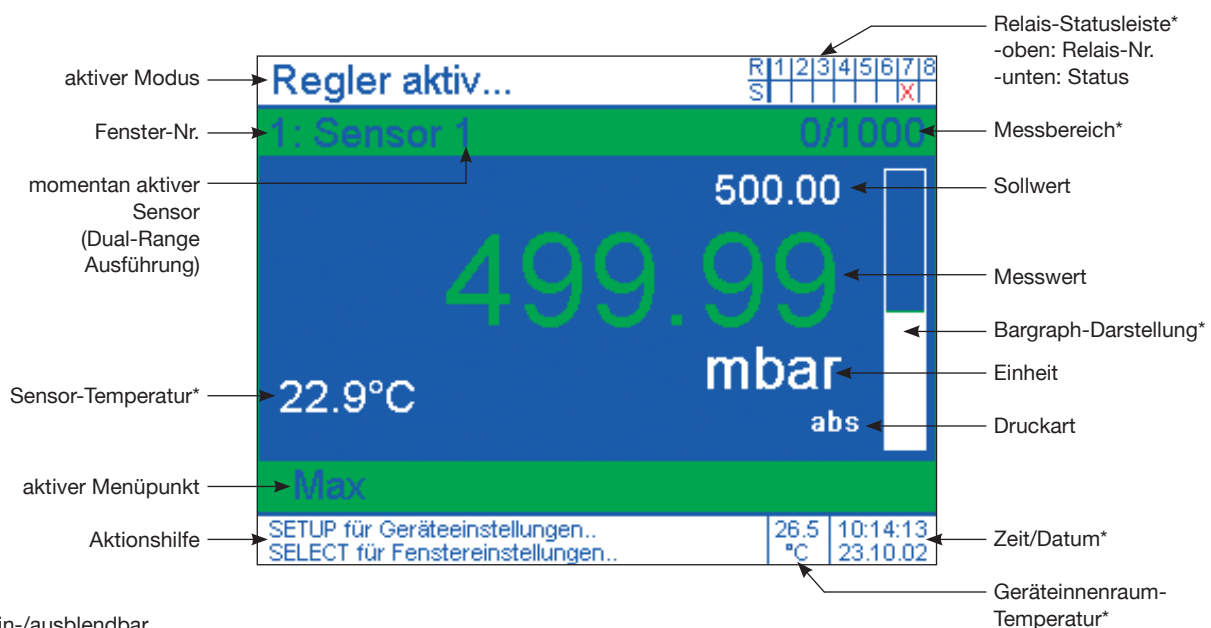 Relais-Statusleiste*
-oben: Relais-Nr.
-unten: Status
aktiver Modus
Regler aktiv...
R 1 2 3 4 5 6 7 8
S X
Fenster-Nr.
1: Sensor 1
0/1000
Messbereich*
momentan aktiver
Sensor
(Dual-Range
Ausführung)
500.00
Sollwert
499.99
Messwert
Bargraph-Darstellung*
mbar
Einheit
Sensor-Temperatur*
22.9°C
abs
Druckart
aktiver Menüpunkt
Max
Aktionshilfe
SETUP für Geräteeinstellungen..
SELECT für Fenstereinstellungen..
26.5
°C
10:14:13
23.10.02
Zeit/Datum*
Geräteinnenraum-
Temperatur*
in-/ausblendbar